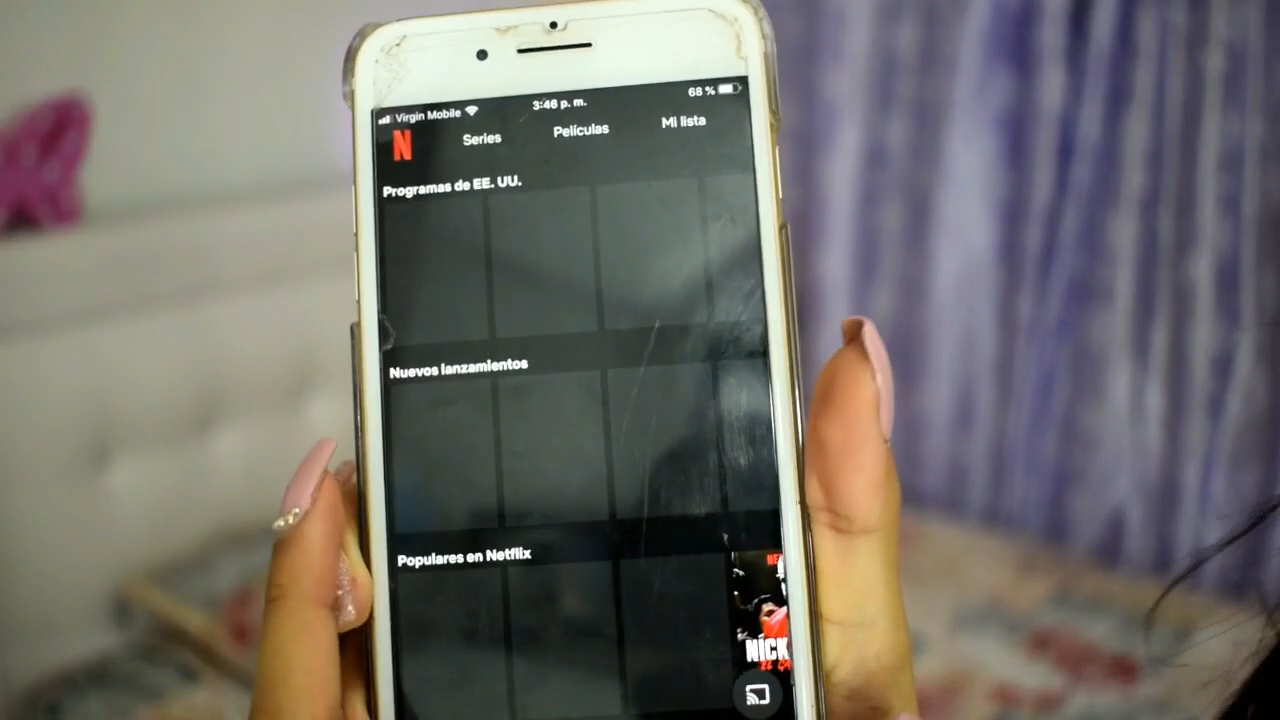 Virgin Mobile 3:46 p. m. 68 %
N Series Películas Mi lista
Programas de EE. UU.
Nuevos lanzamientos
Populares en Netflix
NICK